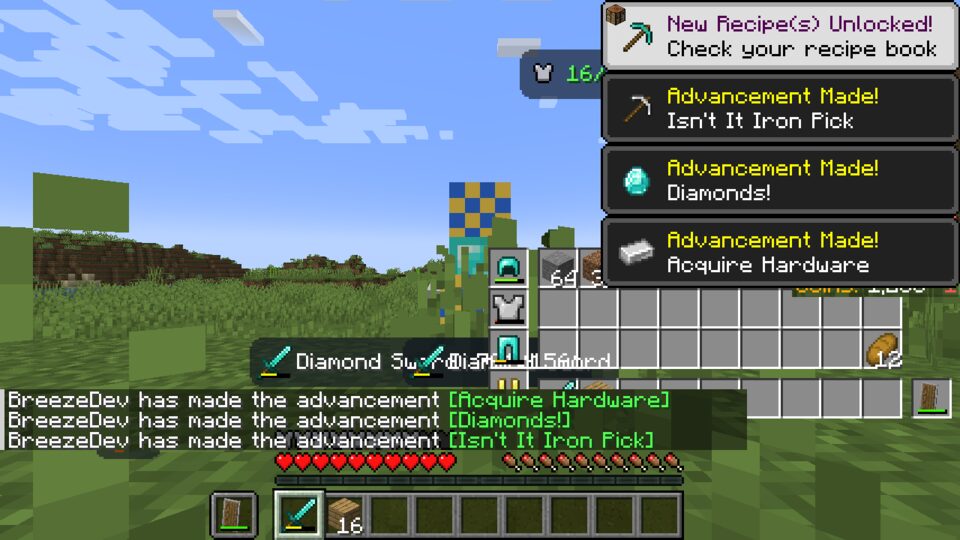 New Recipe(s) Unlocked!
Check your recipe book
16/
Advancement Made!
Isn't It Iron Pick
Advancement Made!
Diamonds!
Advancement Made!
Acquire Hardware
64
12
Diamond
BreezeDev has made the advancement [Acquire Hardware]
BreezeDev has made the advancement [Diamonds!]
BreezeDev has made the advancement [Isn't It Iron Pick]
16